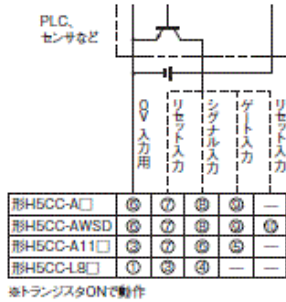 PLC、
センサなど
0V 入力用
リセット入力
シグナル入力
ゲート入力
リセット入力
形H5CC-A□ ⑥ ⑦ ⑧ ⑨ —
形H5CC-AWSD ⑥ ⑦ ⑧ ⑨ ⑩
形H5CC-A11□ ③ ⑦ ⑥ ⑤ —
形H5CC-L8□ ① ③ ④ — —
※トランジスタONで動作